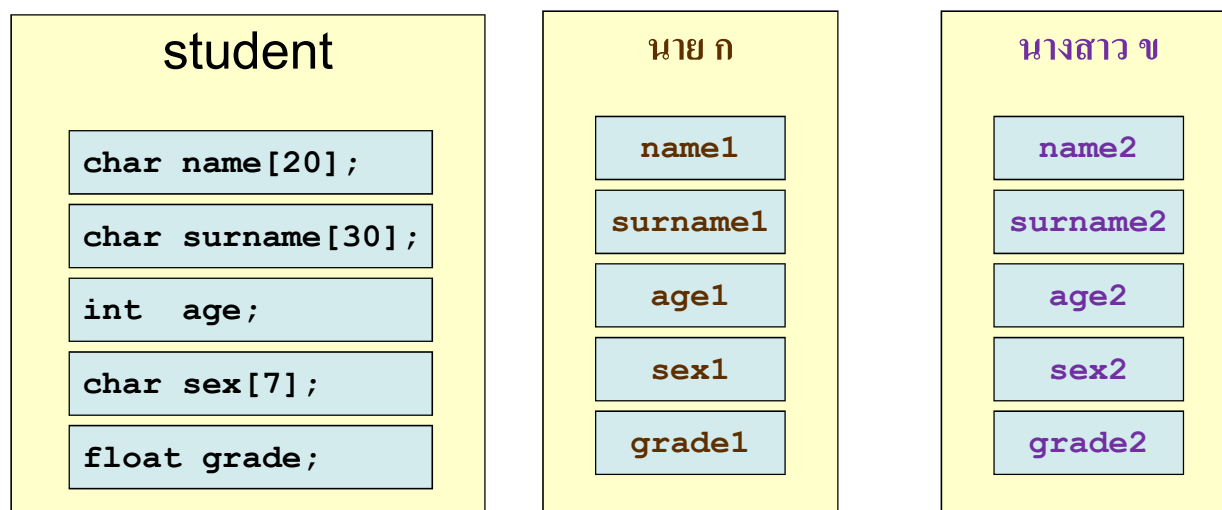 student
char name[20];
char surname[30];
int  age;
char sex[7];
float grade;
นาย ก
name1
surname1
age1
sex1
grade1
นางสาว ข
name2
surname2
age2
sex2
grade2